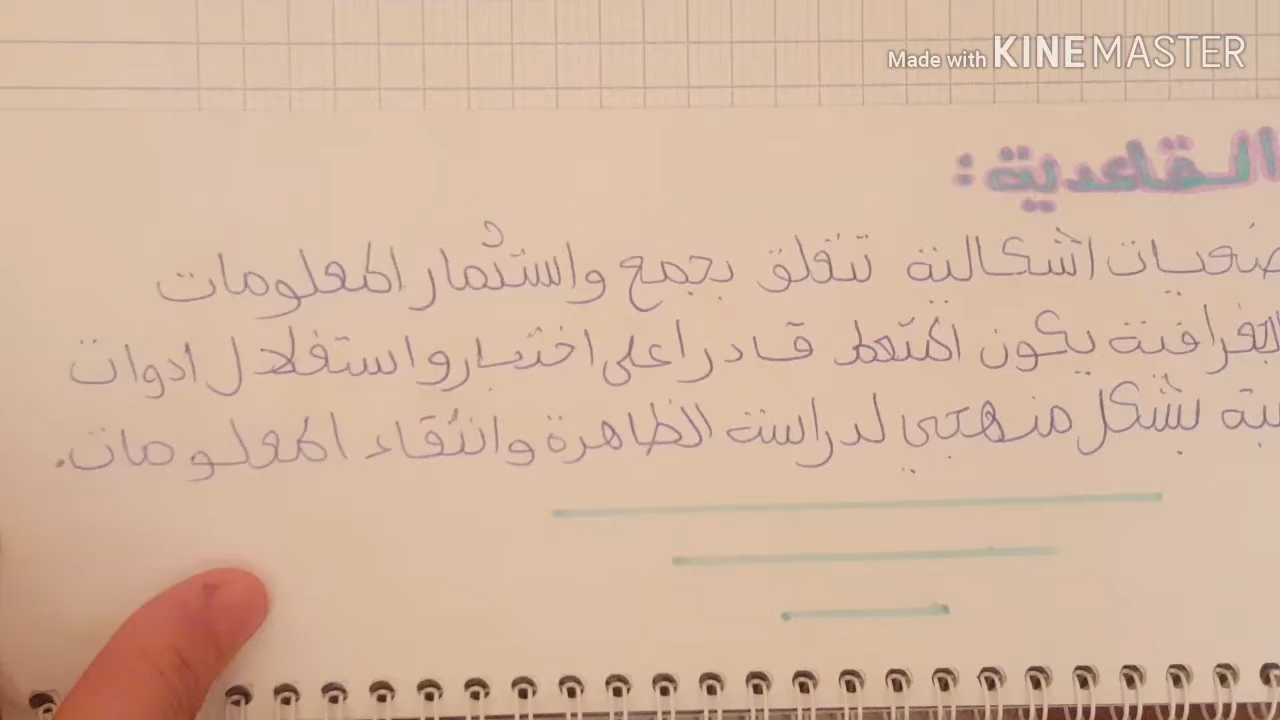 Made with KINEMASTER
القاعدية :
اشكالية تتعلق بجمع واستثمار المعلومات
يكون المتعلم قادرا على اختيار واستغلال ادوات
بشكل منهجي لدراسة الظاهرة وانتقاء المعلومات.